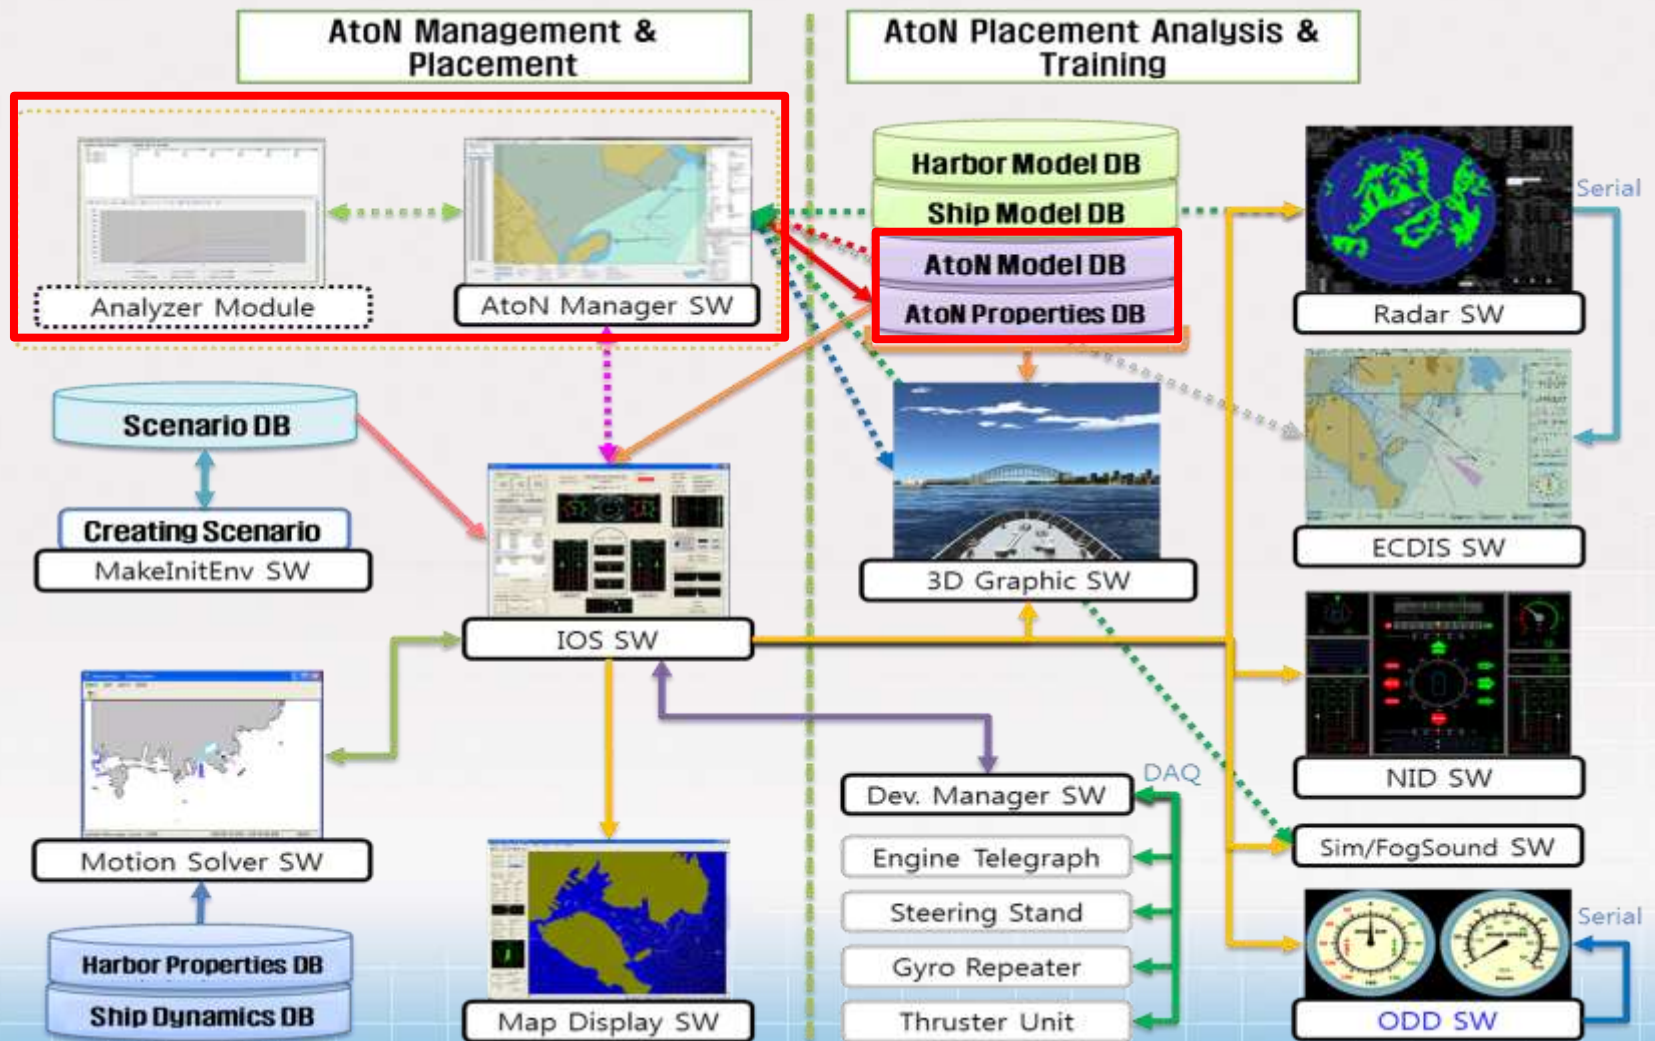 AtoN Management &
Placement
AtoN Placement Analysis &
Training
Analyzer Module
AtoN Manager SW
Harbor Model DB
Ship Model DB
AtoN Model DB
AtoN Properties DB
Radar SW
Serial
Scenario DB
Creating Scenario
MakeInitEnv SW
IOS SW
3D Graphic SW
ECDIS SW
Motion Solver SW
Harbor Properties DB
Ship Dynamics DB
Map Display SW
DAQ
Dev. Manager SW
Engine Telegraph
Steering Stand
Gyro Repeater
Thruster Unit
NID SW
Sim/FogSound SW
Serial
ODD SW